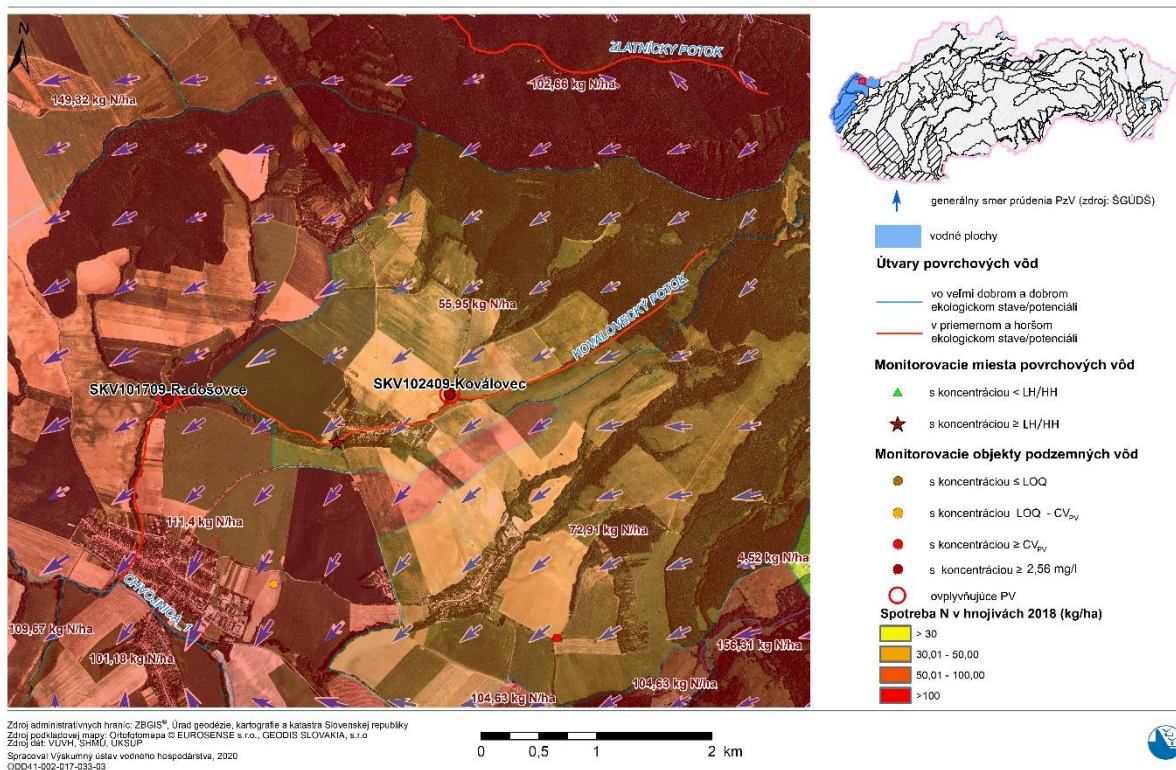 N
ZLATNÍCKY POTOK
102,66 kg N/ha
149,32 kg N/ha
55,95 kg N/ha
KOVÁLOVECKÝ POTOK
SKV101709-Radošovce
SKV102409-Koválovec
111,4 kg N/ha
72,91 kg N/ha
4,52 kg N/ha
CHVOJNICA_1
109,67 kg N/ha
101,18 kg N/ha
156,31 kg N/ha
104,63 kg N/ha
104,63 kg N/ha
generálny smer prúdenia PzV (zdroj: ŠGÚDŠ)
vodné plochy
Útvary povrchových vôd
vo veľmi dobrom a dobrom
ekologickom stave/potenciáli
v priemernom a horšom
ekologickom stave/potenciáli
Monitorovacie miesta povrchových vôd
s koncentráciou < LH/HH
s koncentráciou ≥ LH/HH
Monitorovacie objekty podzemných vôd
s koncentráciou ≤ LOQ
s koncentráciou LOQ - CVPV
s koncentráciou ≥ CVPV
s koncentráciou ≥ 2,56 mg/l
ovplyvňujúce PV
Spotreba N v hnojivách 2018 (kg/ha)
> 30
30,01 - 50,00
50,01 - 100,00
>100
Zdroj administratívnych hraníc: ZBGIS®, Úrad geodézie, kartografie a katastra Slovenskej republiky
Zdroj podkladovej mapy: Ortofotomapa © EUROSENSE s.r.o., GEODIS SLOVAKIA, s.r.o
Zdroj dát: VÚVH, SHMÚ, ÚKSÚP
Spracoval Výskumný ústav vodného hospodárstva, 2020
ODD41-002-017-033-03
0 0,5 1 2 km